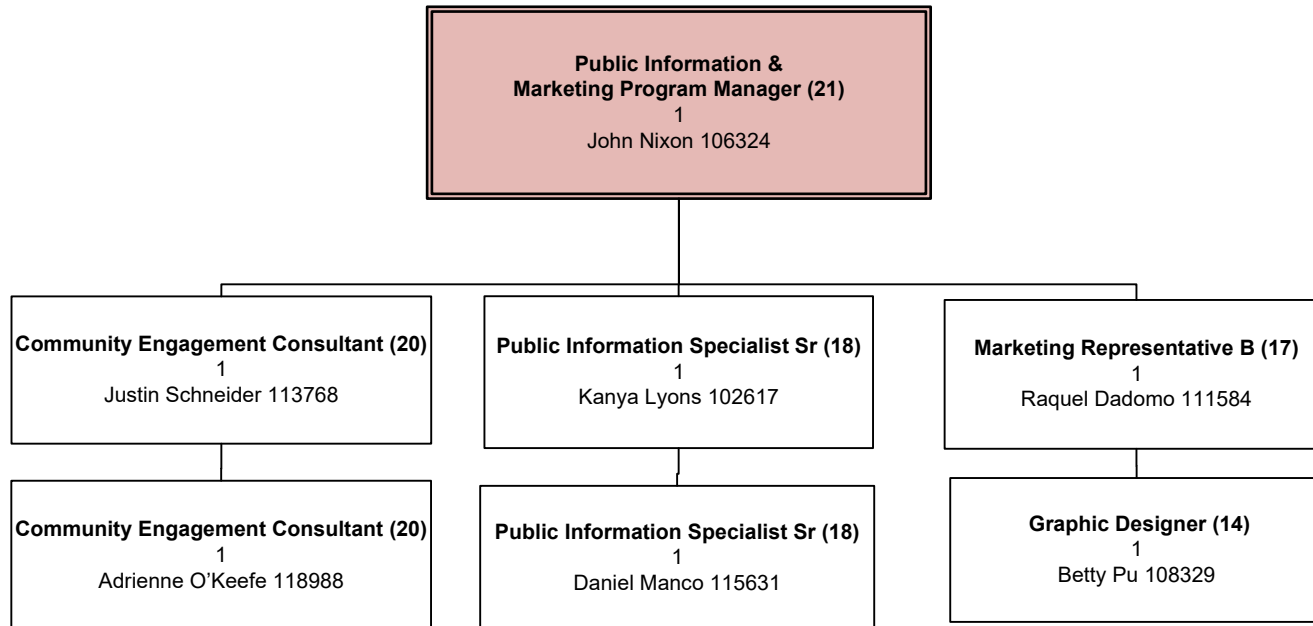 Public Information &
Marketing Program Manager (21)
1
John Nixon 106324
Community Engagement Consultant (20)
1
Justin Schneider 113768
Public Information Specialist Sr (18)
1
Kanya Lyons 102617
Marketing Representative B (17)
1
Raquel Dadomo 111584
Community Engagement Consultant (20)
1
Adrienne O’Keefe 118988
Public Information Specialist Sr (18)
1
Daniel Manco 115631
Graphic Designer (14)
1
Betty Pu 108329